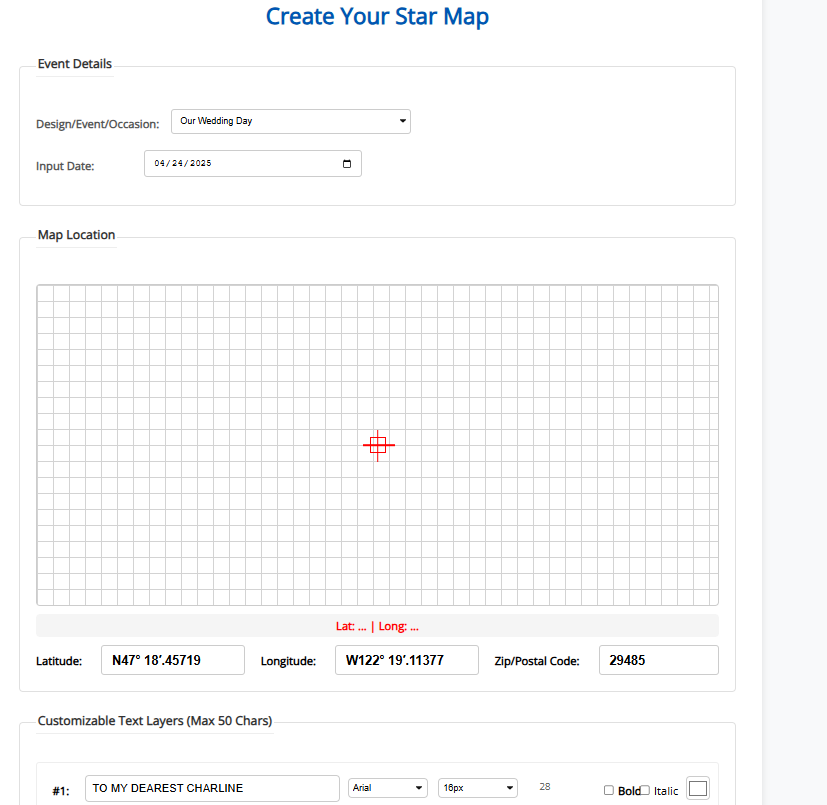 Create Your Star Map
Event Details
Design/Event/Occasion: Our Wedding Day
Input Date: 04/24/2025
Map Location
Lat: ... | Long: ...
Latitude: N47° 18′.45719 Longitude: W122° 19′.11377 Zip/Postal Code: 29485
Customizable Text Layers (Max 50 Chars)
#1: TO MY DEAREST CHARLINE Arial 16px 28 Bold Italic